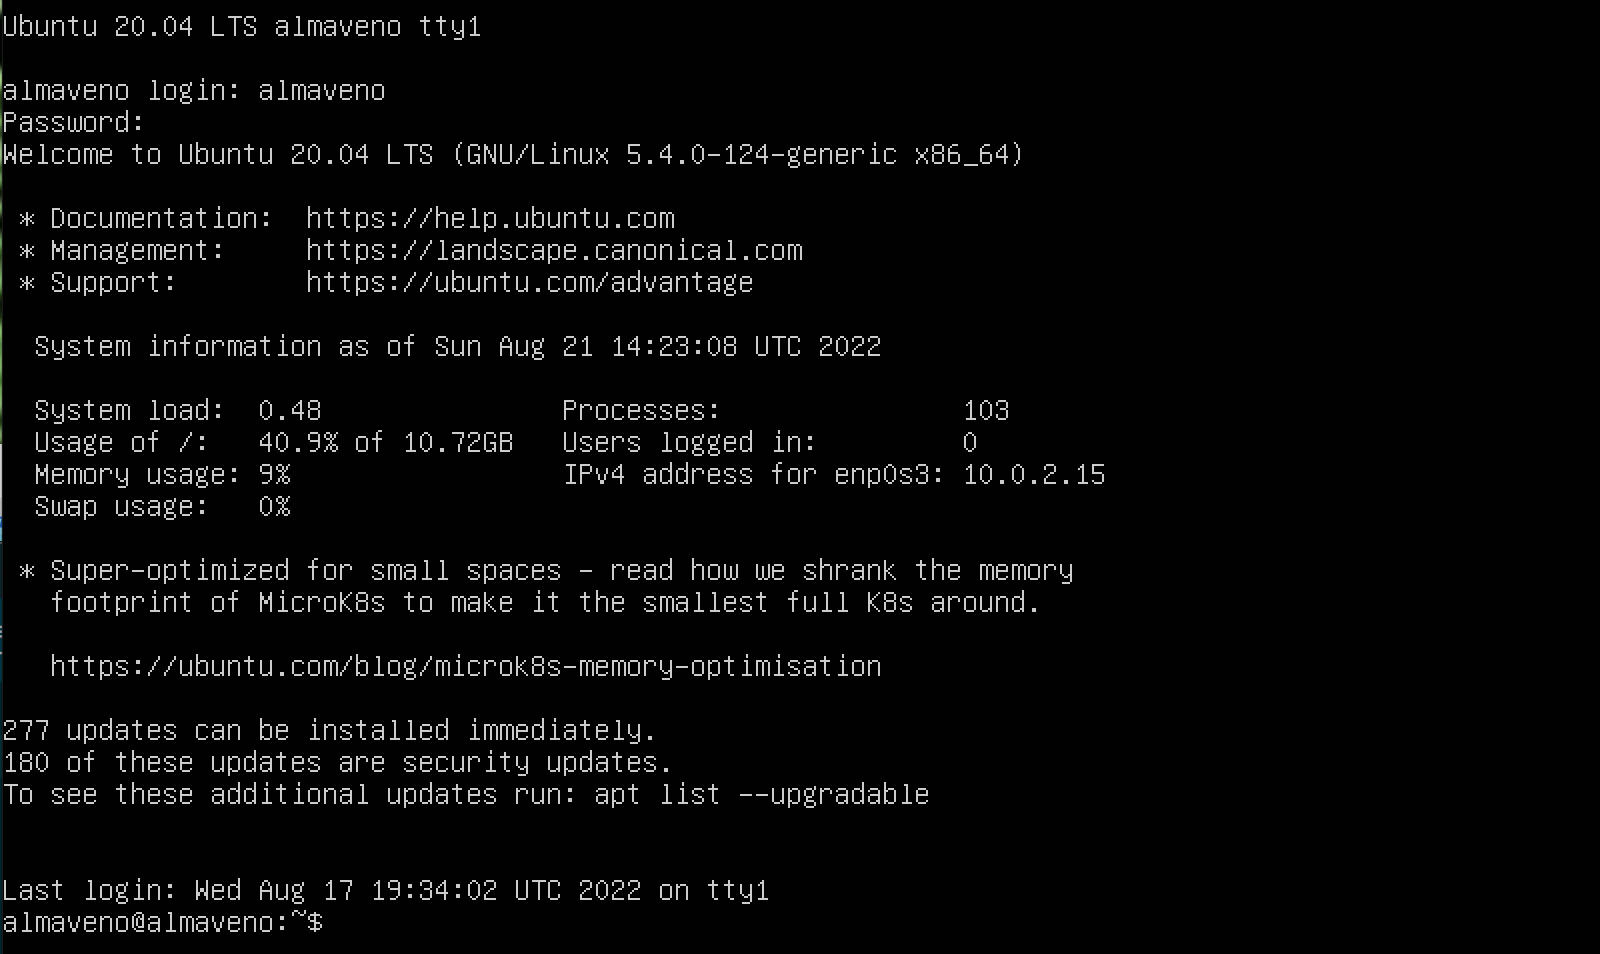 Ubuntu 20.04 LTS almaveno tty1
almaveno login: almaveno
Password:
Welcome to Ubuntu 20.04 LTS (GNU/Linux 5.4.0-124-generic x86_64)
* Documentation:  https://help.ubuntu.com
* Management:     https://landscape.canonical.com
* Support:        https://ubuntu.com/advantage
System information as of Sun Aug 21 14:23:08 UTC 2022
System load:  0.48               Processes:               103
Usage of /:   40.9% of 10.72GB   Users logged in:         0
Memory usage: 9%                 IPv4 address for enp0s3: 10.0.2.15
Swap usage:   0%
* Super-optimized for small spaces - read how we shrank the memory
footprint of MicroK8s to make it the smallest full K8s around.
https://ubuntu.com/blog/microk8s-memory-optimisation
277 updates can be installed immediately.
180 of these updates are security updates.
To see these additional updates run: apt list --upgradable
Last login: Wed Aug 17 19:34:02 UTC 2022 on tty1
almaveno@almaveno:~$